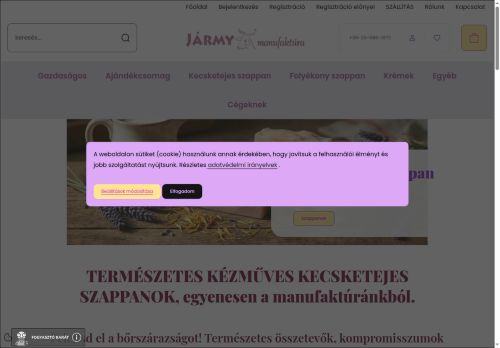 Főoldal Bejelentkezés Regisztráció Regisztráció előnyei SZÁLLÍTÁS Rólunk Kapcsolat
keresés...
JÁRMY manufaktúra
Gazdaságos Ajándékcsomag Kecsketejes szappan Folyékony szappan Krémek Egyéb
Cégeknek
A weboldalon sütiket (cookie) használunk annak érdekében, hogy javítsuk a felhasználói élményt és
jobb szolgáltatást nyújtsunk. Részletes adatvédelmi irányelvek .
Beállítások módosítása Elfogadom
Szappanok
TERMÉSZETES KÉZMŰVES KECSKETEJES
SZAPPANOK, egyenesen a manufaktúránkból.
FOGYASZTÓ BARÁT
d el a bőrszárazságot! Természetes összetevők, kompromisszumok